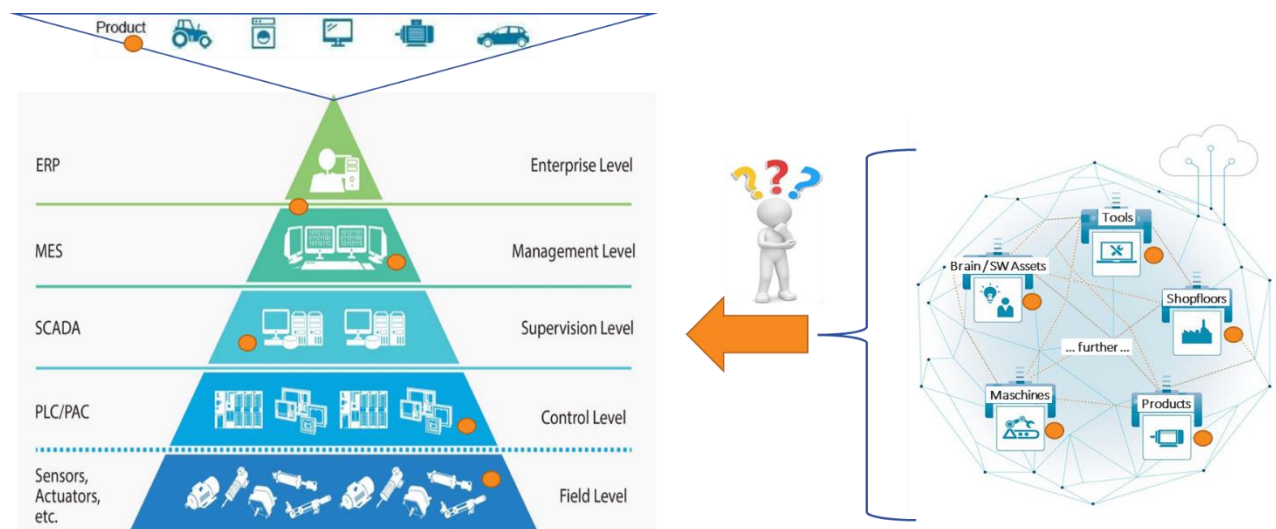 Product
ERP
Enterprise Level
MES
Management Level
SCADA
Supervision Level
PLC/PAC
Control Level
Sensors,
Actuators,
etc.
Field Level
???
Tools
Brain / SW Assets
Shopfloors
... further ...
Maschines
Products